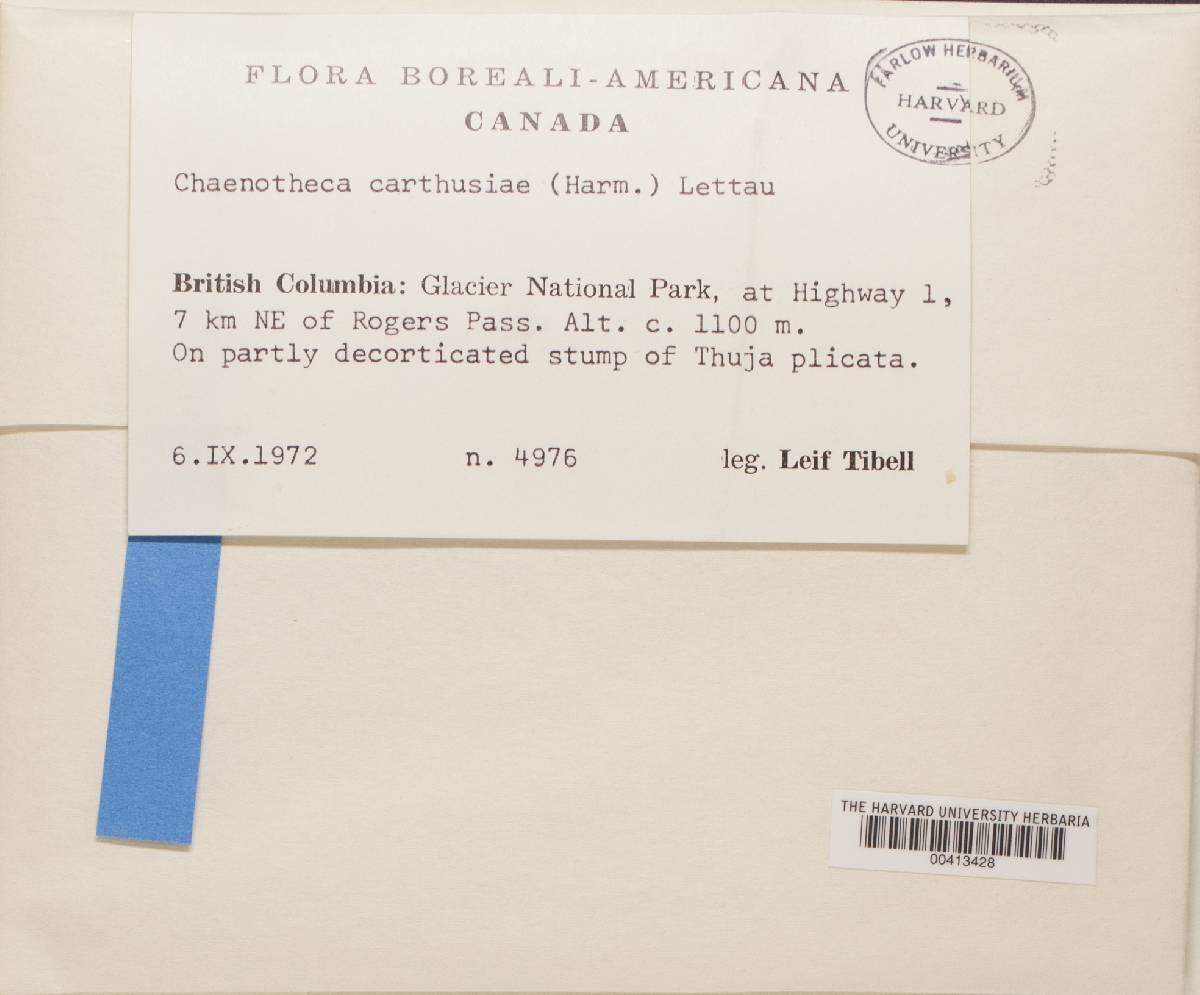 FLORA BOREALI-AMERICANA
CANADA
FARLOW HERBARIUM
HARVARD
UNIVERSITY
Chaenotheca carthusiae (Harm.) Lettau
British Columbia: Glacier National Park, at Highway 1,
7 km NE of Rogers Pass. Alt. c. 1100 m.
On partly decorticated stump of Thuja plicata.
6.IX.1972 n. 4976 leg. Leif Tibell
THE HARVARD UNIVERSITY HERBARIA
00413428